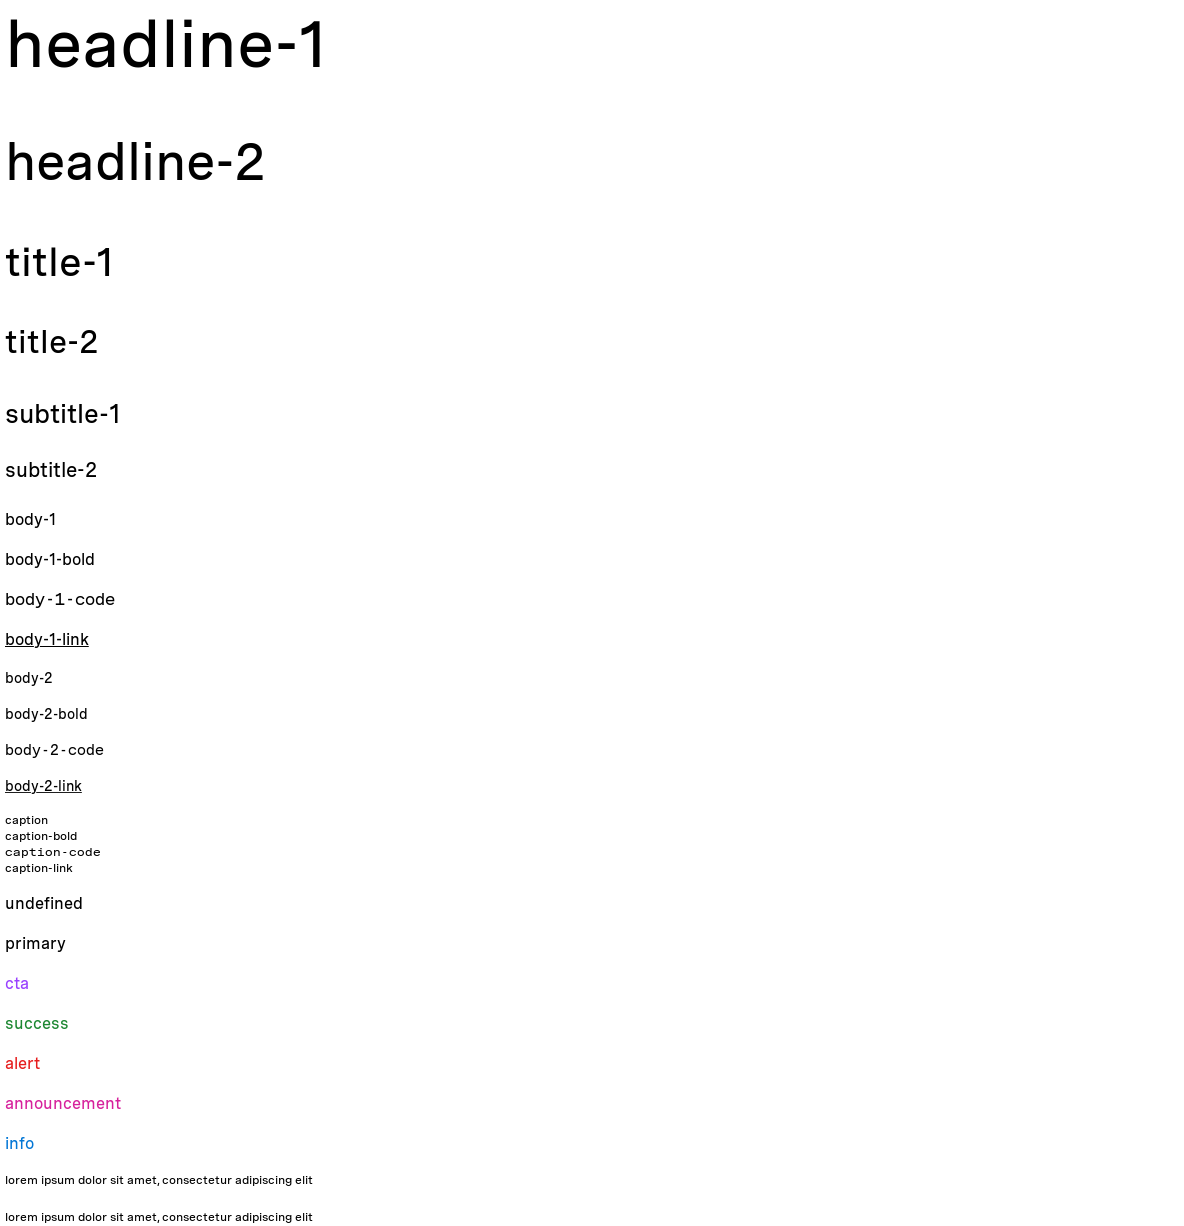 headline-1
headline-2
title-1
title-2
subtitle-1
subtitle-2
body-1
body-1-bold
body-1-code
body-1-link
body-2
body-2-bold
body-2-code
body-2-link
caption
caption-bold
caption-code
caption-link
undefined
primary
cta
success
alert
announcement
info
lorem ipsum dolor sit amet, consectetur adipiscing elit
lorem ipsum dolor sit amet, consectetur adipiscing elit